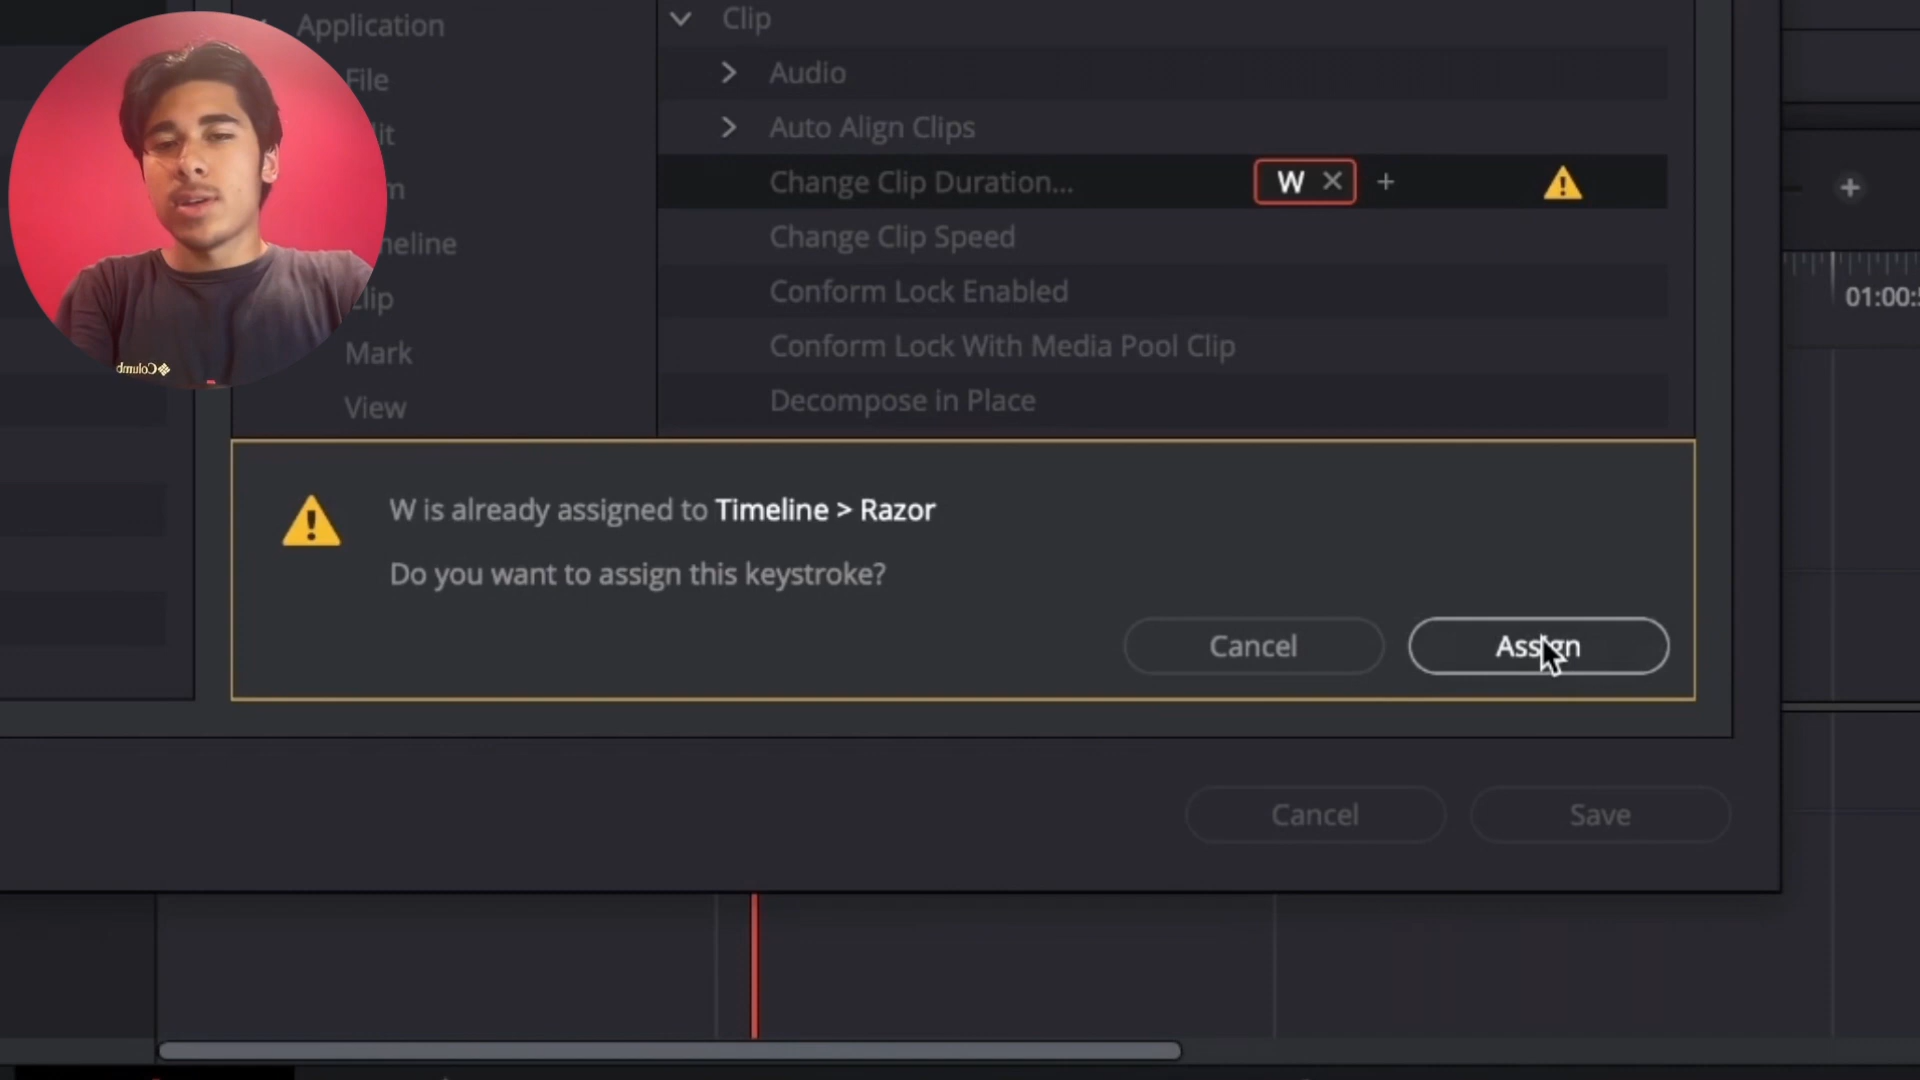 Application
File
m
meline
Clip
Mark
View
Clip
Audio
Auto Align Clips
Change Clip Duration... W
Change Clip Speed
Conform Lock Enabled
Conform Lock With Media Pool Clip
Decompose in Place
01:00:
W is already assigned to Timeline > Razor
Do you want to assign this keystroke?
Cancel Assign
Cancel Save